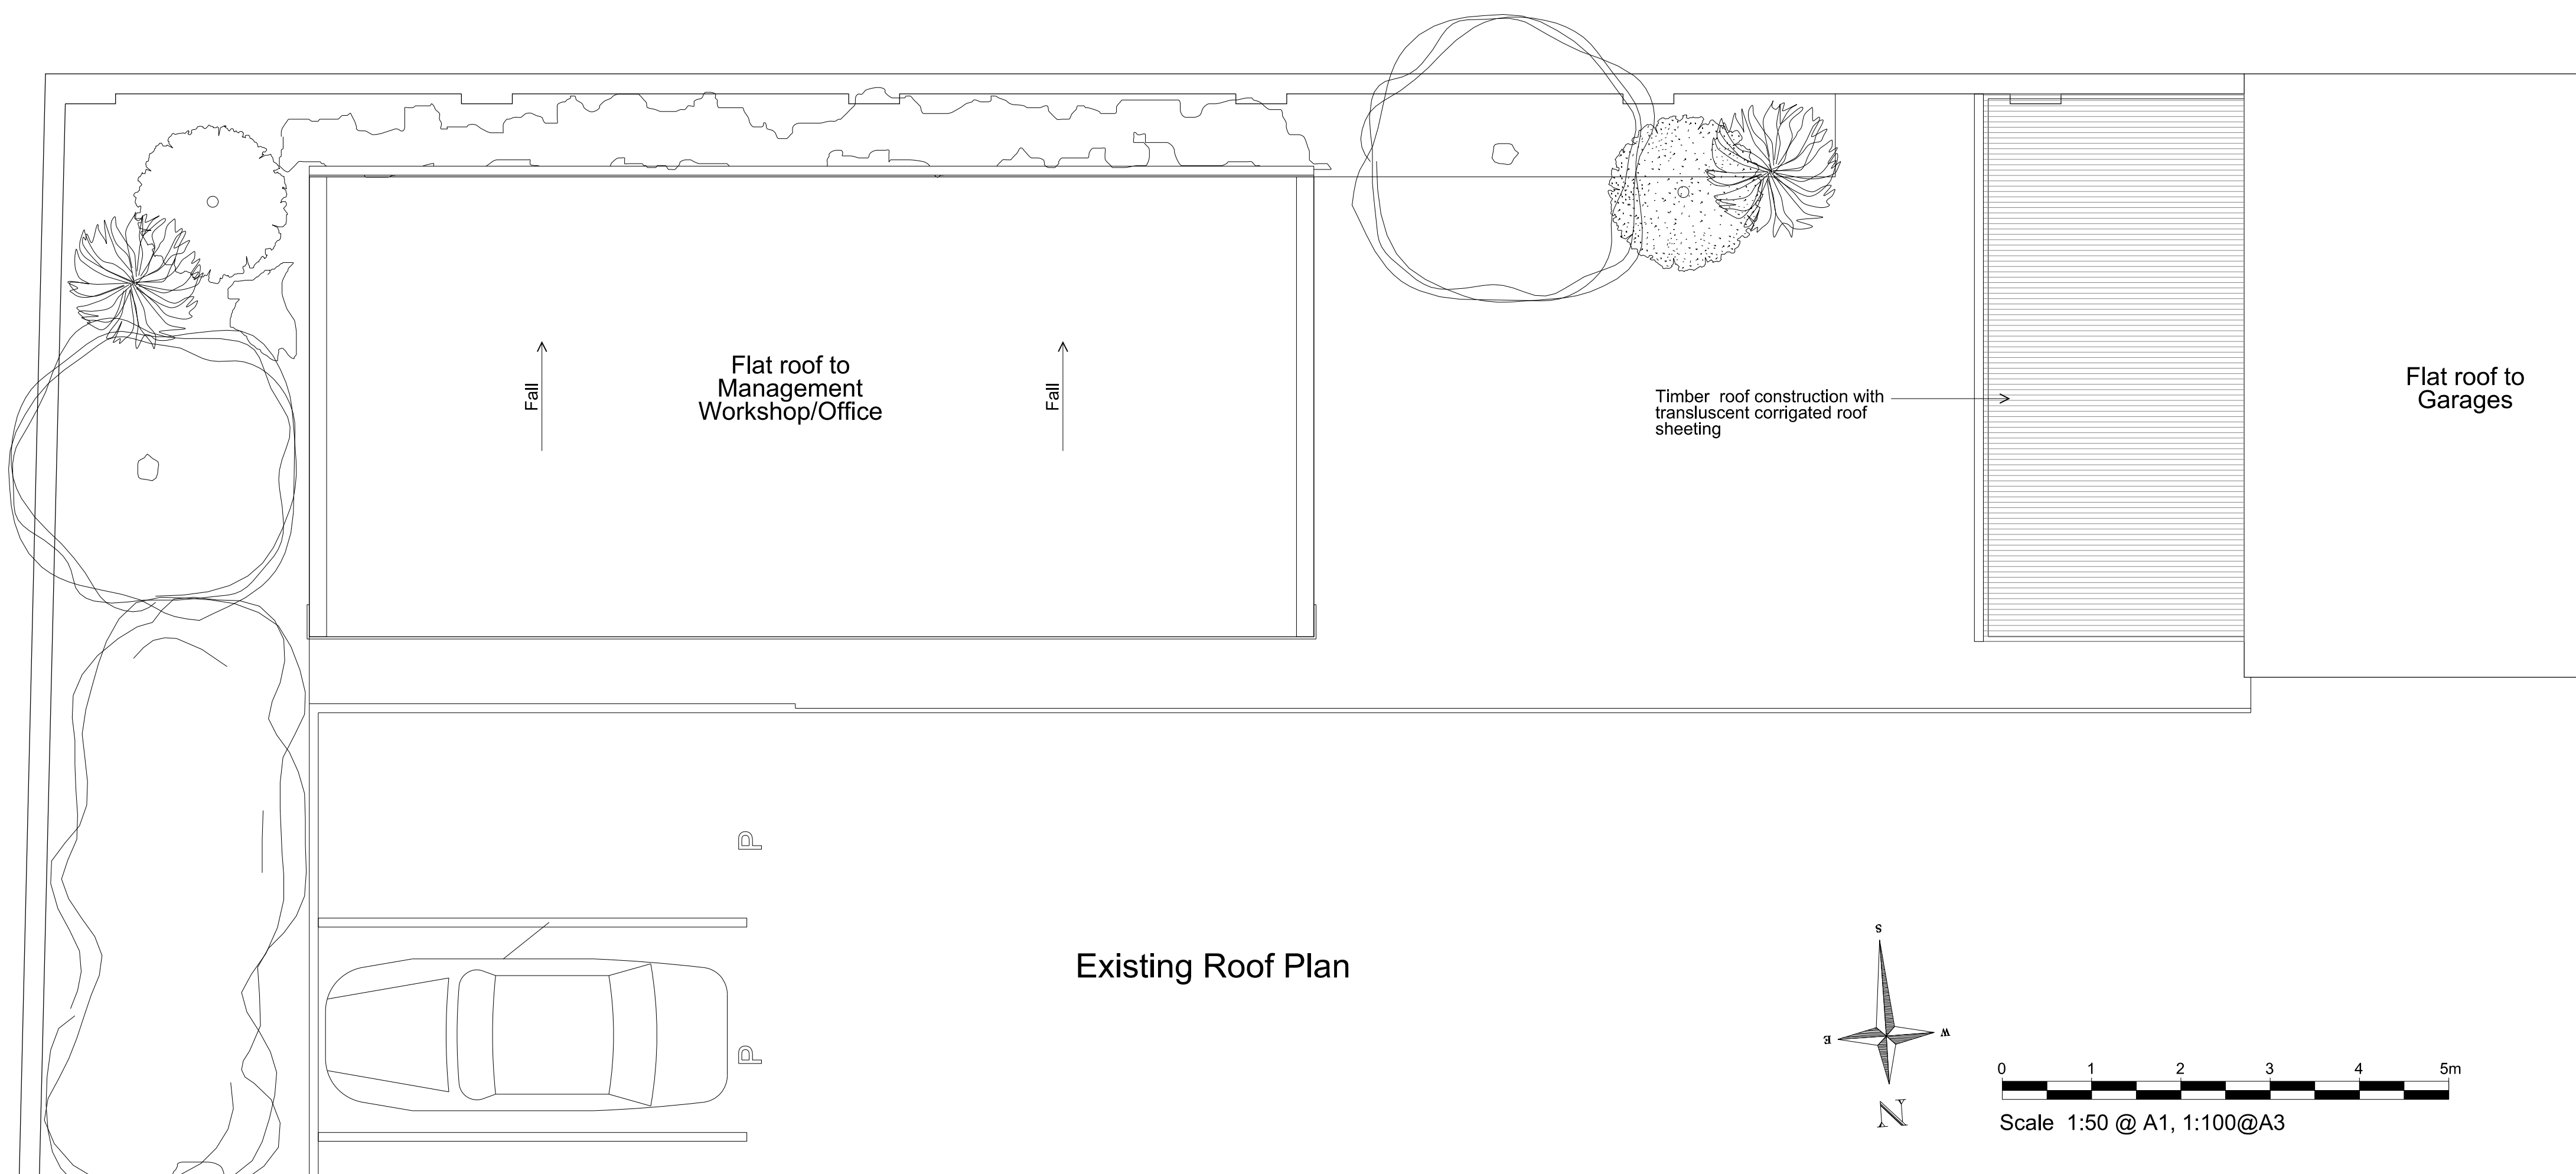 Flat roof to
Management
Workshop/Office
Fall
Fall
Timber roof construction with
transluscent corrigated roof
sheeting
Flat roof to
Garages
P
P
Existing Roof Plan
S
E
W
N
0 1 2 3 4 5m
Scale 1:50 @ A1, 1:100@A3